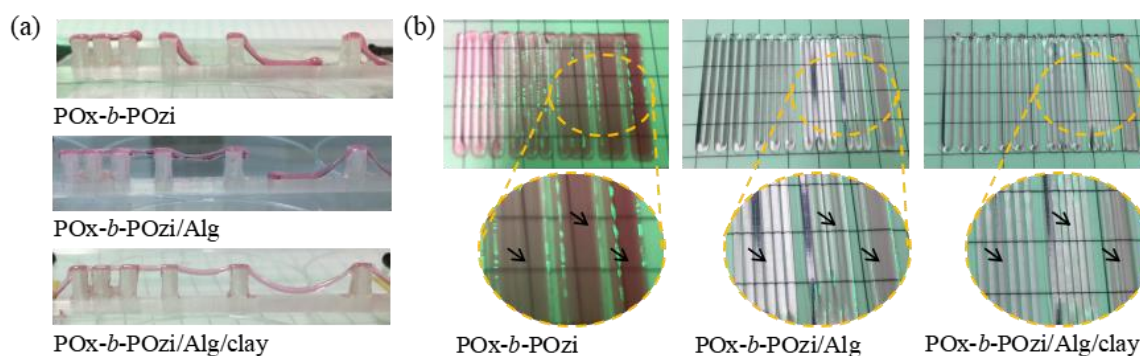 (a)
POx-b-POzi
POx-b-POzi/Alg
POx-b-POzi/Alg/clay
(b)
POx-b-POzi
POx-b-POzi/Alg
POx-b-POzi/Alg/clay